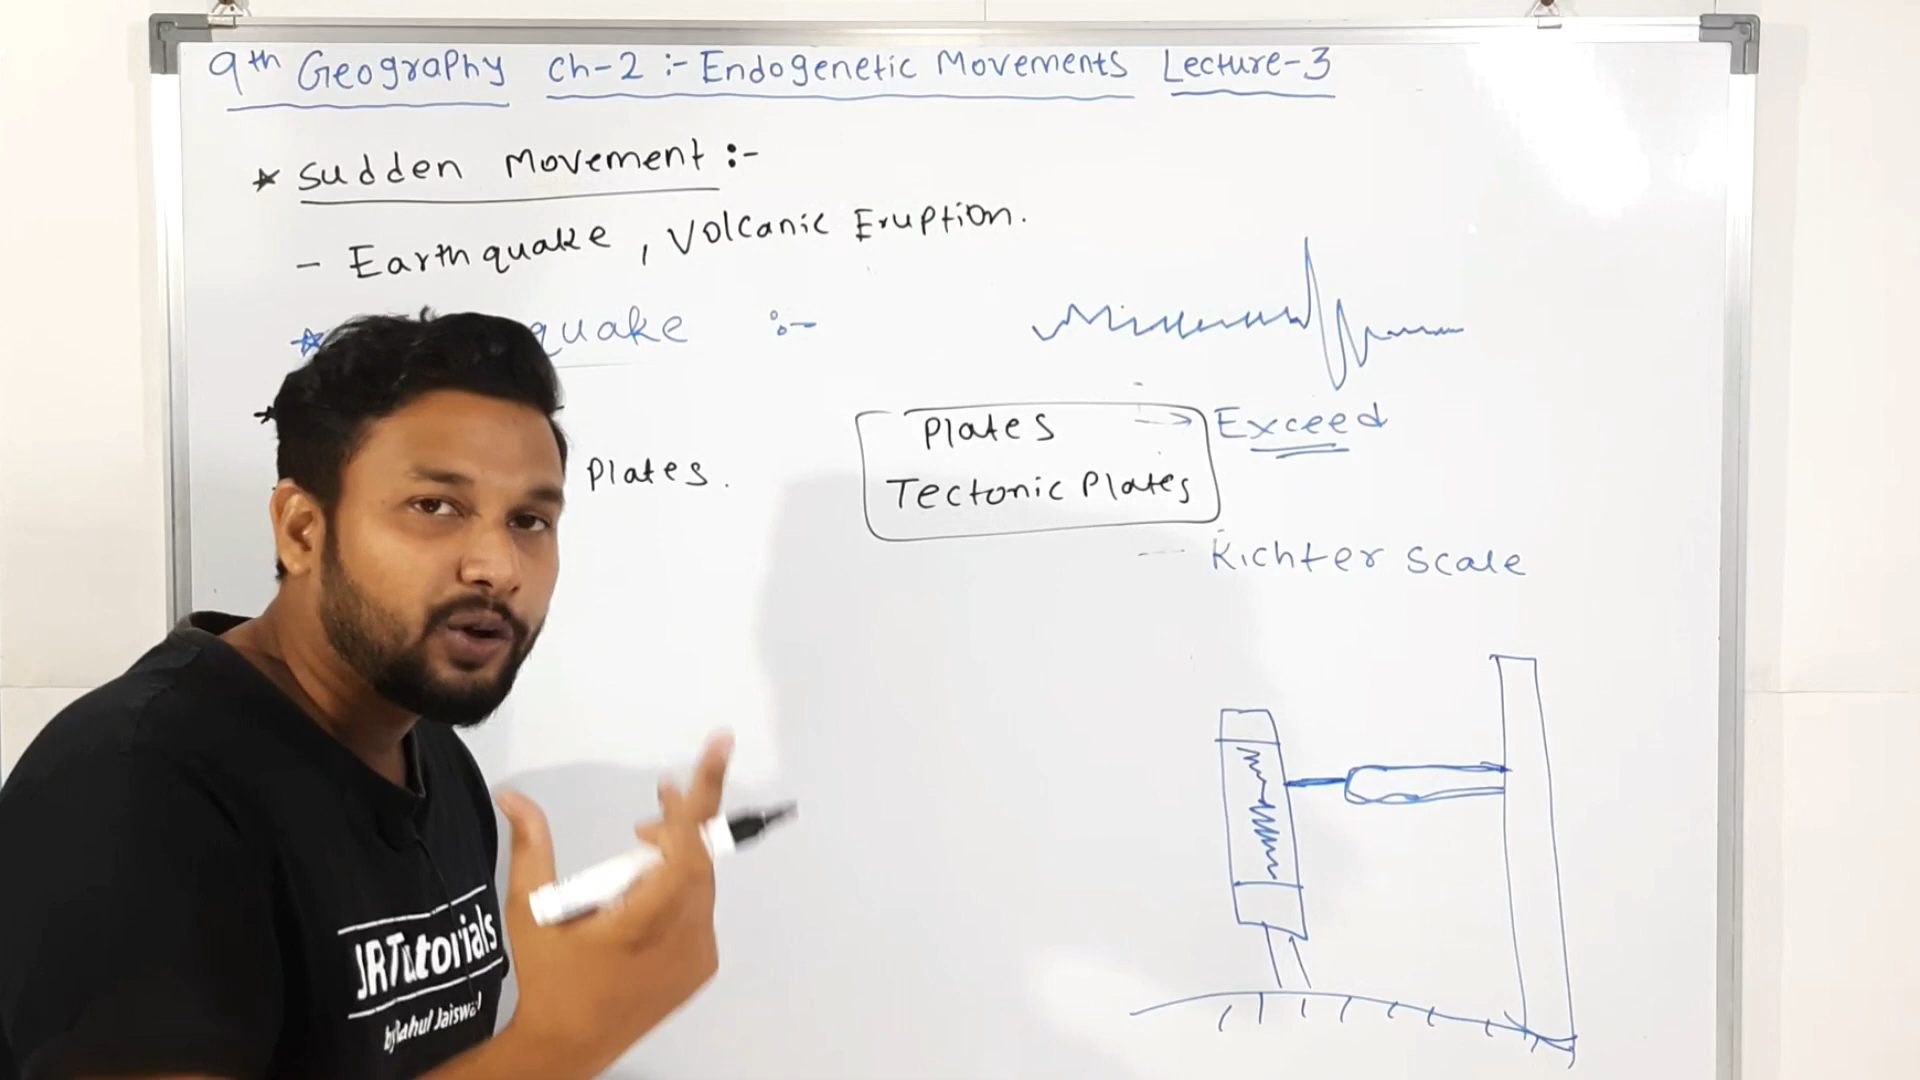 9th Geography ch-2 :- Endogenetic Movements Lecture-3
* Sudden Movement :-
- Earthquake, Volcanic Eruption.
quake :-
Plates → Exceed
Plates.
Tectonic Plates
Richter Scale
JRTutorials
by Rahul Jaiswal